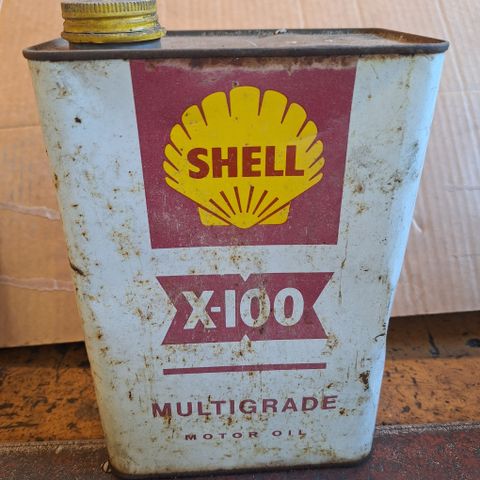 SHELL
X-100
MULTIGRADE
MOTOR OIL